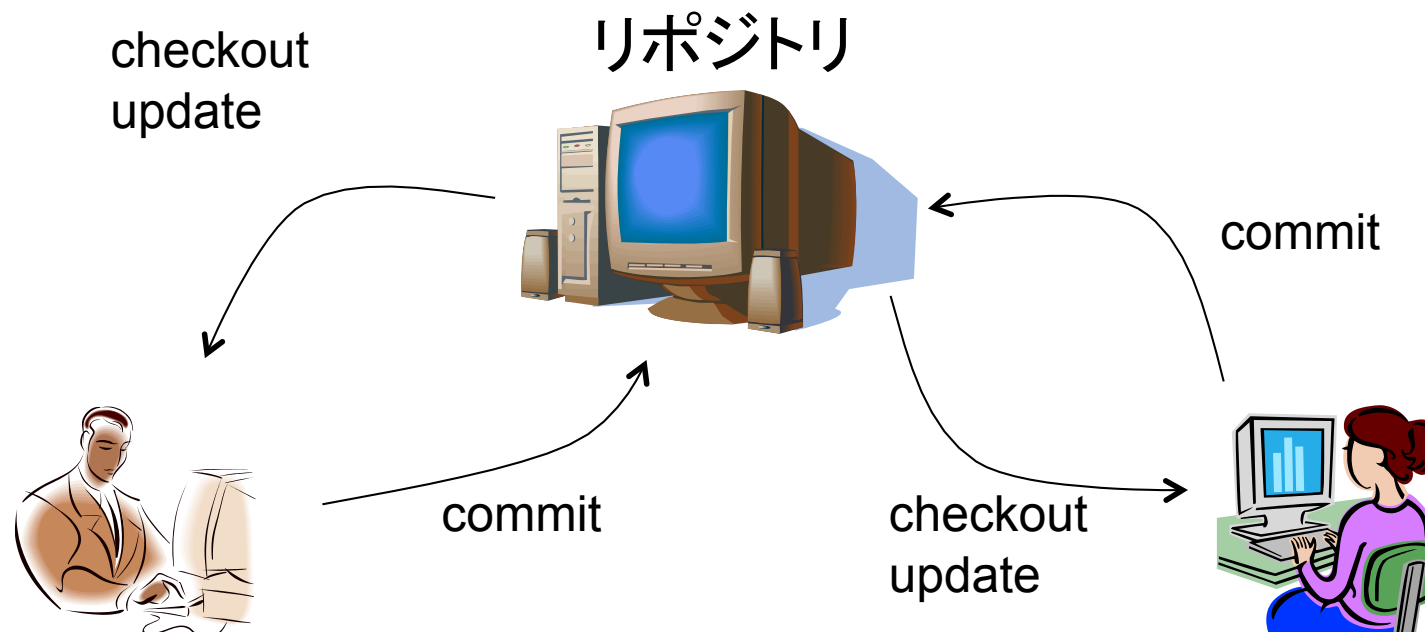 リポジトリ
checkout
update
commit
commit
checkout
update